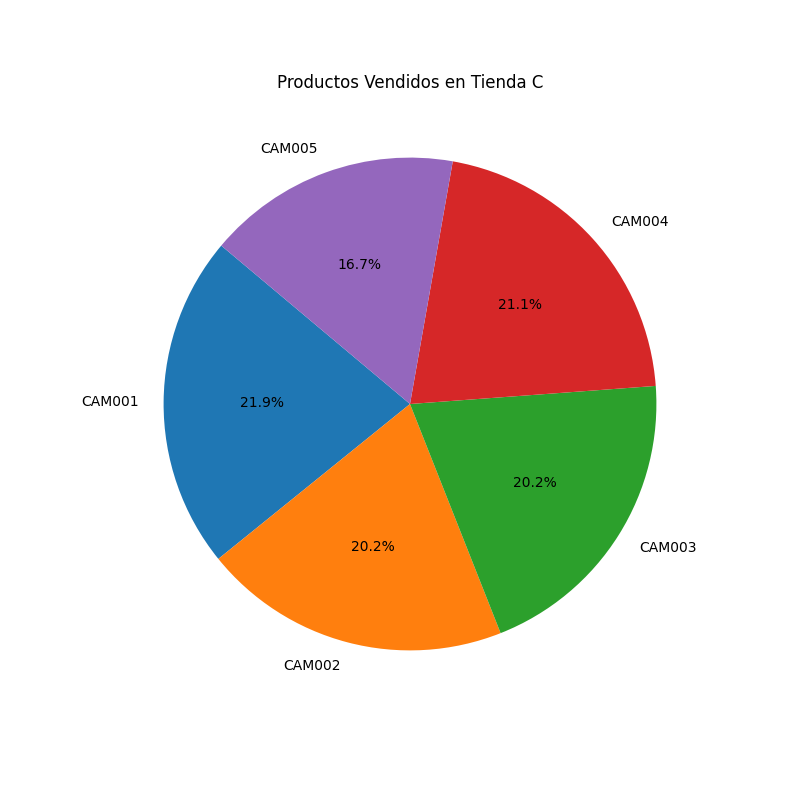 Productos Vendidos en Tienda C
CAM005
CAM004
16.7%
21.1%
CAM001
21.9%
20.2%
CAM003
20.2%
CAM002